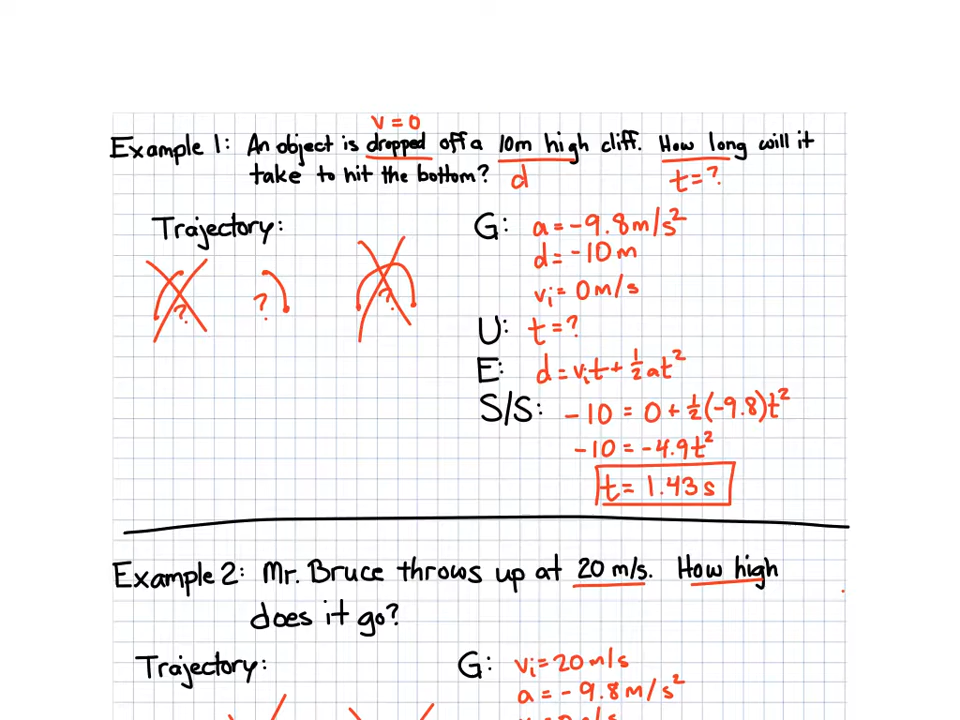 v = 0
Example 1: An object is dropped off a 10m high cliff. How long will it
take to hit the bottom? d t = ?
Trajectory:
? ? ?
G: a = -9.8 m/s²
d = -10 m
vᵢ = 0 m/s
U: t = ?
E: d = vᵢt + ½at²
S/S: -10 = 0 + ½(-9.8)t²
-10 = -4.9t²
t = 1.43 s
Example 2: Mr. Bruce throws up at 20 m/s. How high
does it go?
Trajectory:
G: vᵢ = 20 m/s
a = -9.8 m/s²